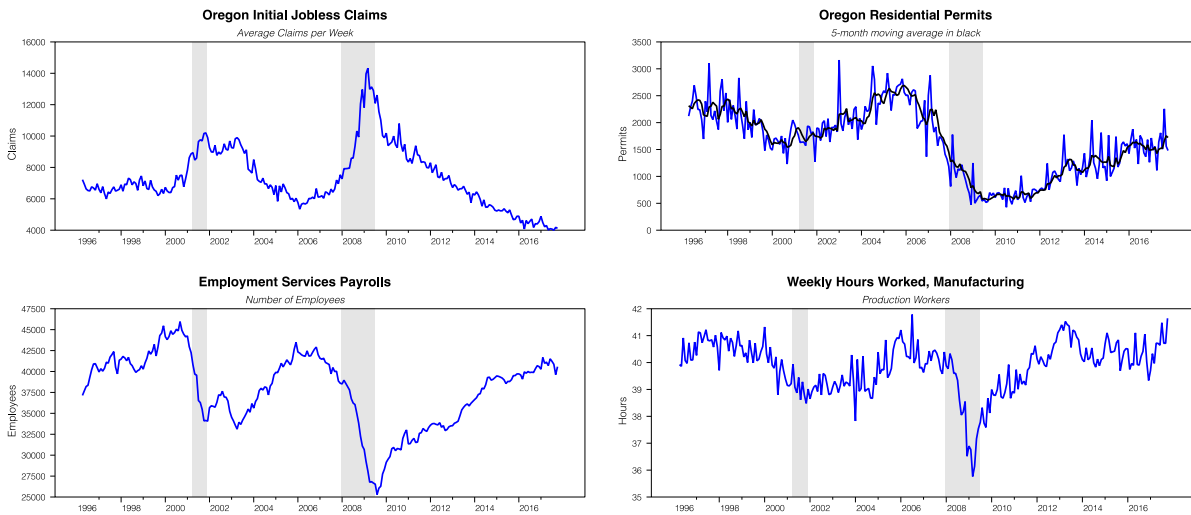 Oregon Initial Jobless Claims
Average Claims per Week
Claims
16000
14000
12000
10000
8000
6000
4000
1996 1998 2000 2002 2004 2006 2008 2010 2012 2014 2016
Oregon Residential Permits
5-month moving average in black
Permits
3500
3000
2500
2000
1500
1000
500
0
1996 1998 2000 2002 2004 2006 2008 2010 2012 2014 2016
Employment Services Payrolls
Number of Employees
Employees
47500
45000
42500
40000
37500
35000
32500
30000
27500
25000
1996 1998 2000 2002 2004 2006 2008 2010 2012 2014 2016
Weekly Hours Worked, Manufacturing
Production Workers
Hours
42
41
40
39
38
37
36
35
1996 1998 2000 2002 2004 2006 2008 2010 2012 2014 2016